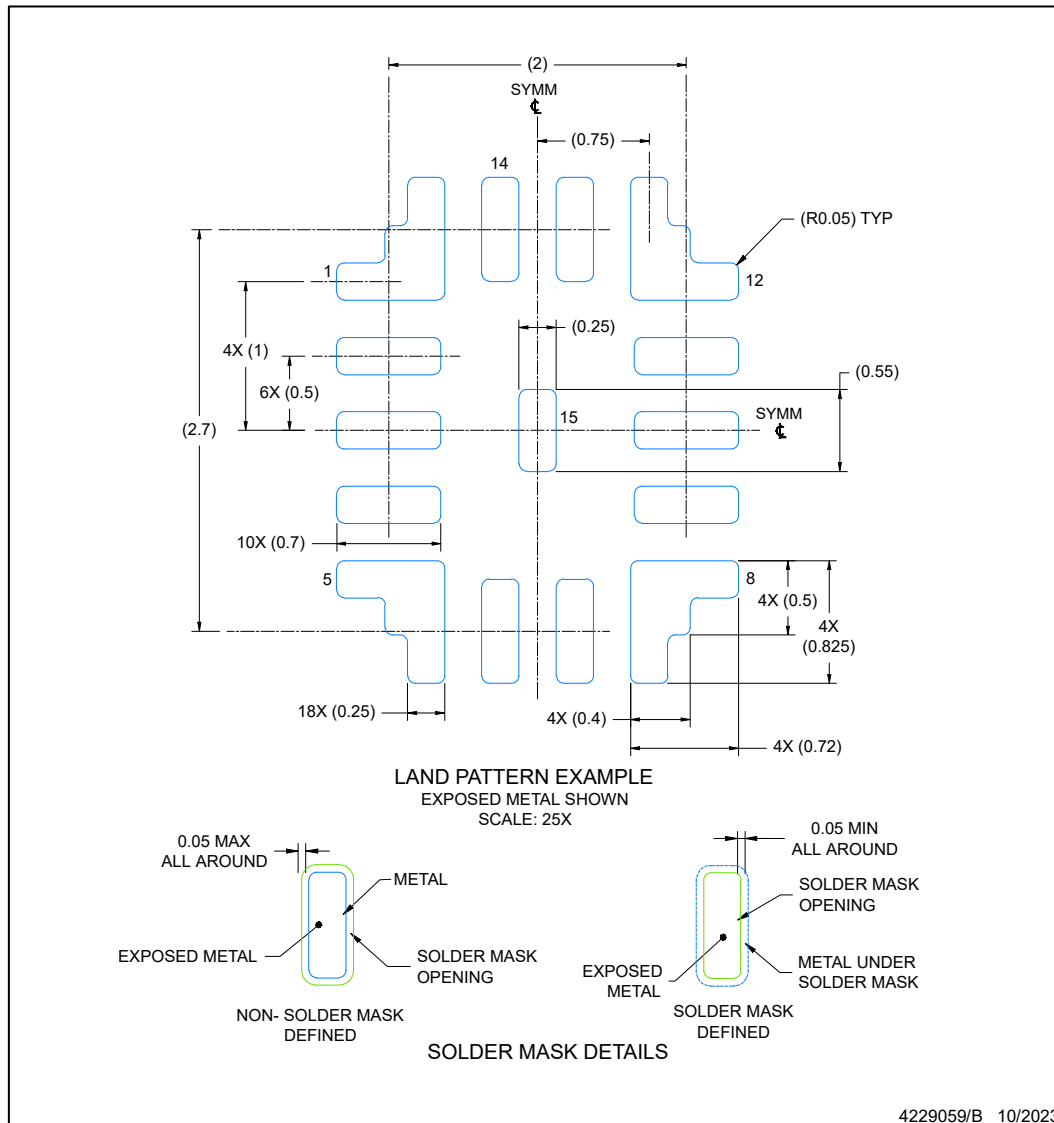 (2)
SYMM
(0.75)
14
(R0.05) TYP
1
12
(0.25)
4X (1)
(0.55)
6X (0.5)
15
SYMM
(2.7)
10X (0.7)
5
8
4X (0.5)
4X
(0.825)
18X (0.25)
4X (0.4)
4X (0.72)
LAND PATTERN EXAMPLE
EXPOSED METAL SHOWN
SCALE: 25X
0.05 MAX
ALL AROUND
METAL
EXPOSED METAL
SOLDER MASK
OPENING
NON- SOLDER MASK
DEFINED
0.05 MIN
ALL AROUND
SOLDER MASK
OPENING
EXPOSED
METAL
METAL UNDER
SOLDER MASK
SOLDER MASK
DEFINED
SOLDER MASK DETAILS
4229059/B 10/2023